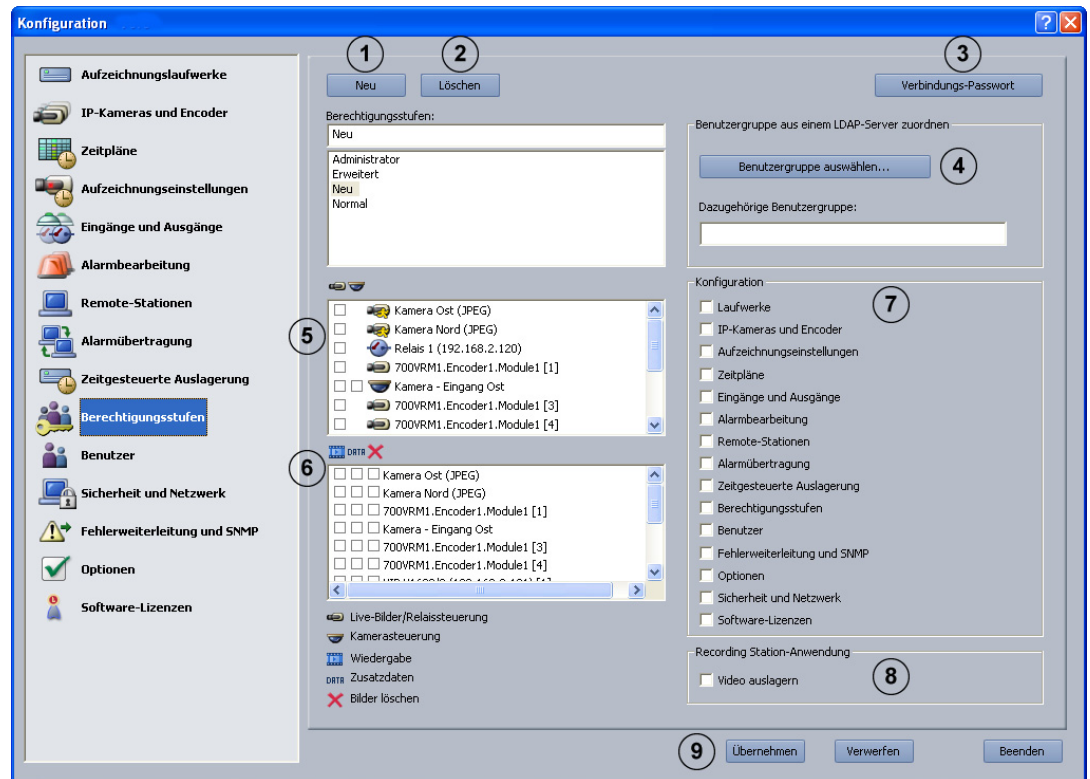 Konfiguration
Aufzeichnungslaufwerke
IP-Kameras und Encoder
Zeitpläne
Aufzeichnungseinstellungen
Eingänge und Ausgänge
Alarmbearbeitung
Remote-Stationen
Alarmübertragung
Zeitgesteuerte Auslagerung
Berechtigungsstufen
Benutzer
Sicherheit und Netzwerk
Fehlerweiterleitung und SNMP
Optionen
Software-Lizenzen
1
2
3
Neu
Löschen
Verbindungs-Passwort
Berechtigungsstufen:
Neu
Administrator
Erweitert
Neu
Normal
5
Kamera Ost (JPEG)
Kamera Nord (JPEG)
Relais 1 (192.168.2.120)
700VRM1.Encoder1.Module1 [1]
Kamera - Eingang Ost
700VRM1.Encoder1.Module1 [3]
700VRM1.Encoder1.Module1 [4]
DATA
6
Kamera Ost (JPEG)
Kamera Nord (JPEG)
700VRM1.Encoder1.Module1 [1]
Kamera - Eingang Ost
700VRM1.Encoder1.Module1 [3]
700VRM1.Encoder1.Module1 [4]
Live-Bilder/Relaissteuerung
Kamerasteuerung
Wiedergabe
DATA Zusatzdaten
Bilder löschen
Benutzergruppe aus einem LDAP-Server zuordnen
Benutzergruppe auswählen...
4
Dazugehörige Benutzergruppe:
Konfiguration
7
Laufwerke
IP-Kameras und Encoder
Aufzeichnungseinstellungen
Zeitpläne
Eingänge und Ausgänge
Alarmbearbeitung
Remote-Stationen
Alarmübertragung
Zeitgesteuerte Auslagerung
Berechtigungsstufen
Benutzer
Fehlerweiterleitung und SNMP
Optionen
Sicherheit und Netzwerk
Software-Lizenzen
Recording Station-Anwendung
Video auslagern
8
9
Übernehmen
Verwerfen
Beenden